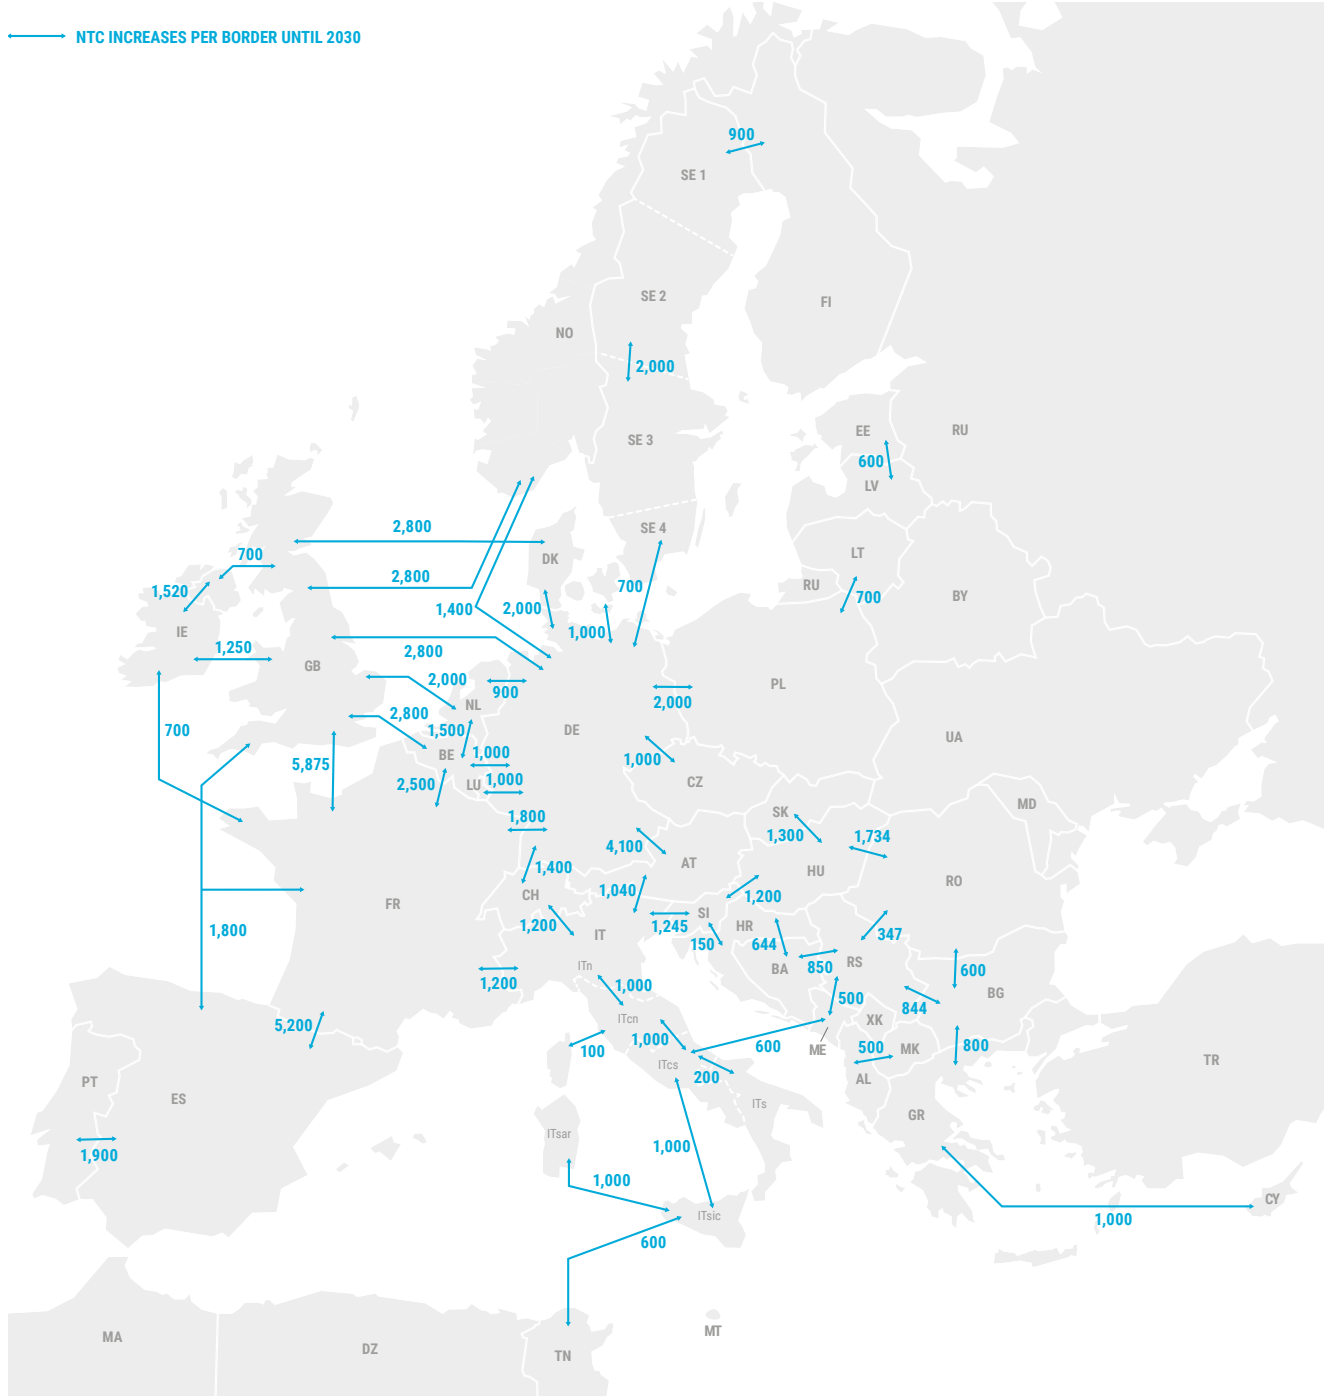 NTC INCREASES PER BORDER UNTIL 2030
900
SE 1
SE 2
FI
NO
2,000
SE 3
EE
RU
600
LV
2,800
SE 4
700
DK
LT
2,800
700
RU
1,520
1,400
2,000
700
BY
IE
1,000
1,250
GB
2,800
2,000
900
PL
NL
2,000
2,800
1,500
DE
700
UA
BE
1,000
1,000
5,875
2,500
LU
1,000
CZ
MD
SK
1,800
1,300
1,734
4,100
AT
1,400
HU
RO
1,040
CH
1,200
FR
SI
1,200
1,245
HR
347
1,800
IT
150
644
RS
ITn
850
BA
600
1,200
1,000
BG
500
844
ITcn
XK
5,200
1,000
600
ME
500
MK
800
100
ITcs
200
AL
TR
PT
ES
ITs
GR
ITsar
1,000
1,900
1,000
CY
ITsic
1,000
600
MT
MA
DZ
TN